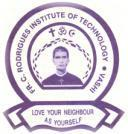 FR. C. RODRIGUES INSTITUTE OF TECHNOLOGY • VASHI
LOVE YOUR NEIGHBOUR
AS YOURSELF